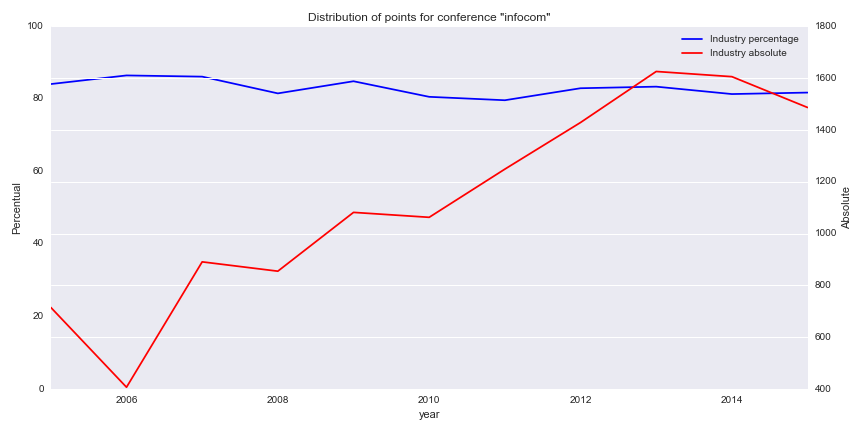 Distribution of points for conference "infocom"
Industry percentage
Industry absolute
100
80
60
40
20
0
Percentual
1800
1600
1400
1200
1000
800
600
400
Absolute
2006 2008 2010 2012 2014
year